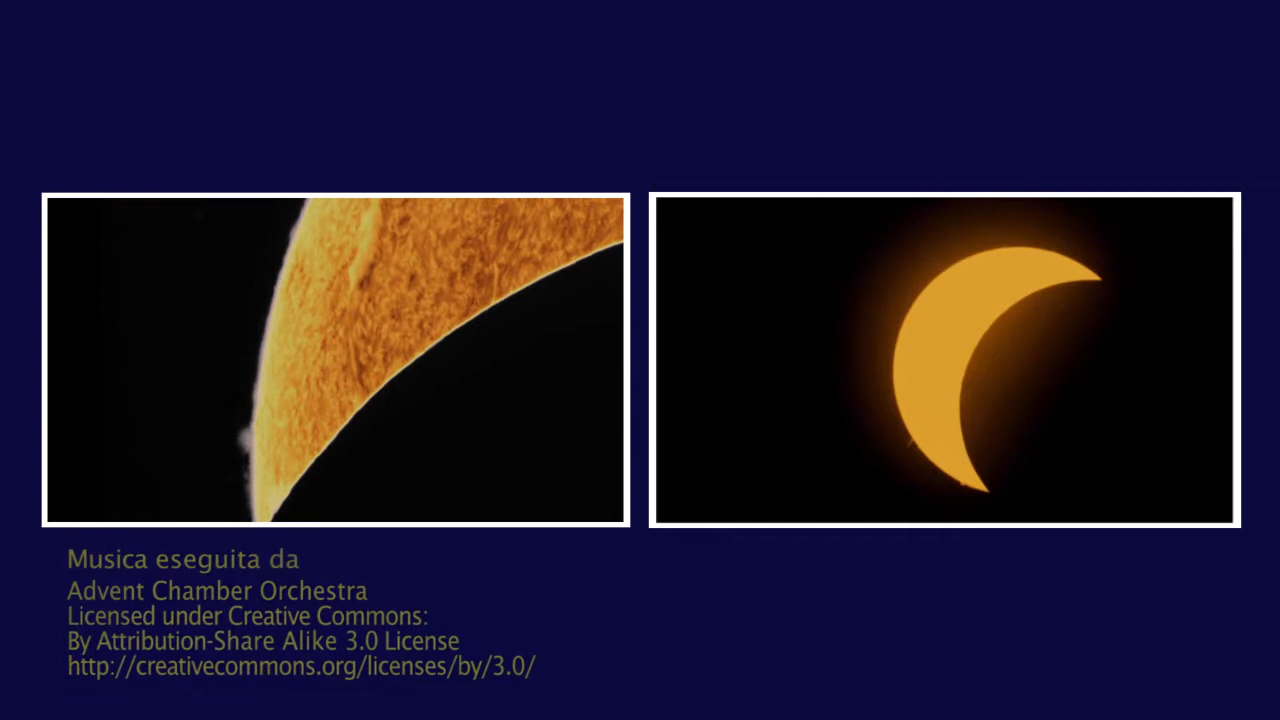 Musica eseguita da
Advent Chamber Orchestra
Licensed under Creative Commons:
By Attribution-Share Alike 3.0 License
http://creativecommons.org/licenses/by/3.0/